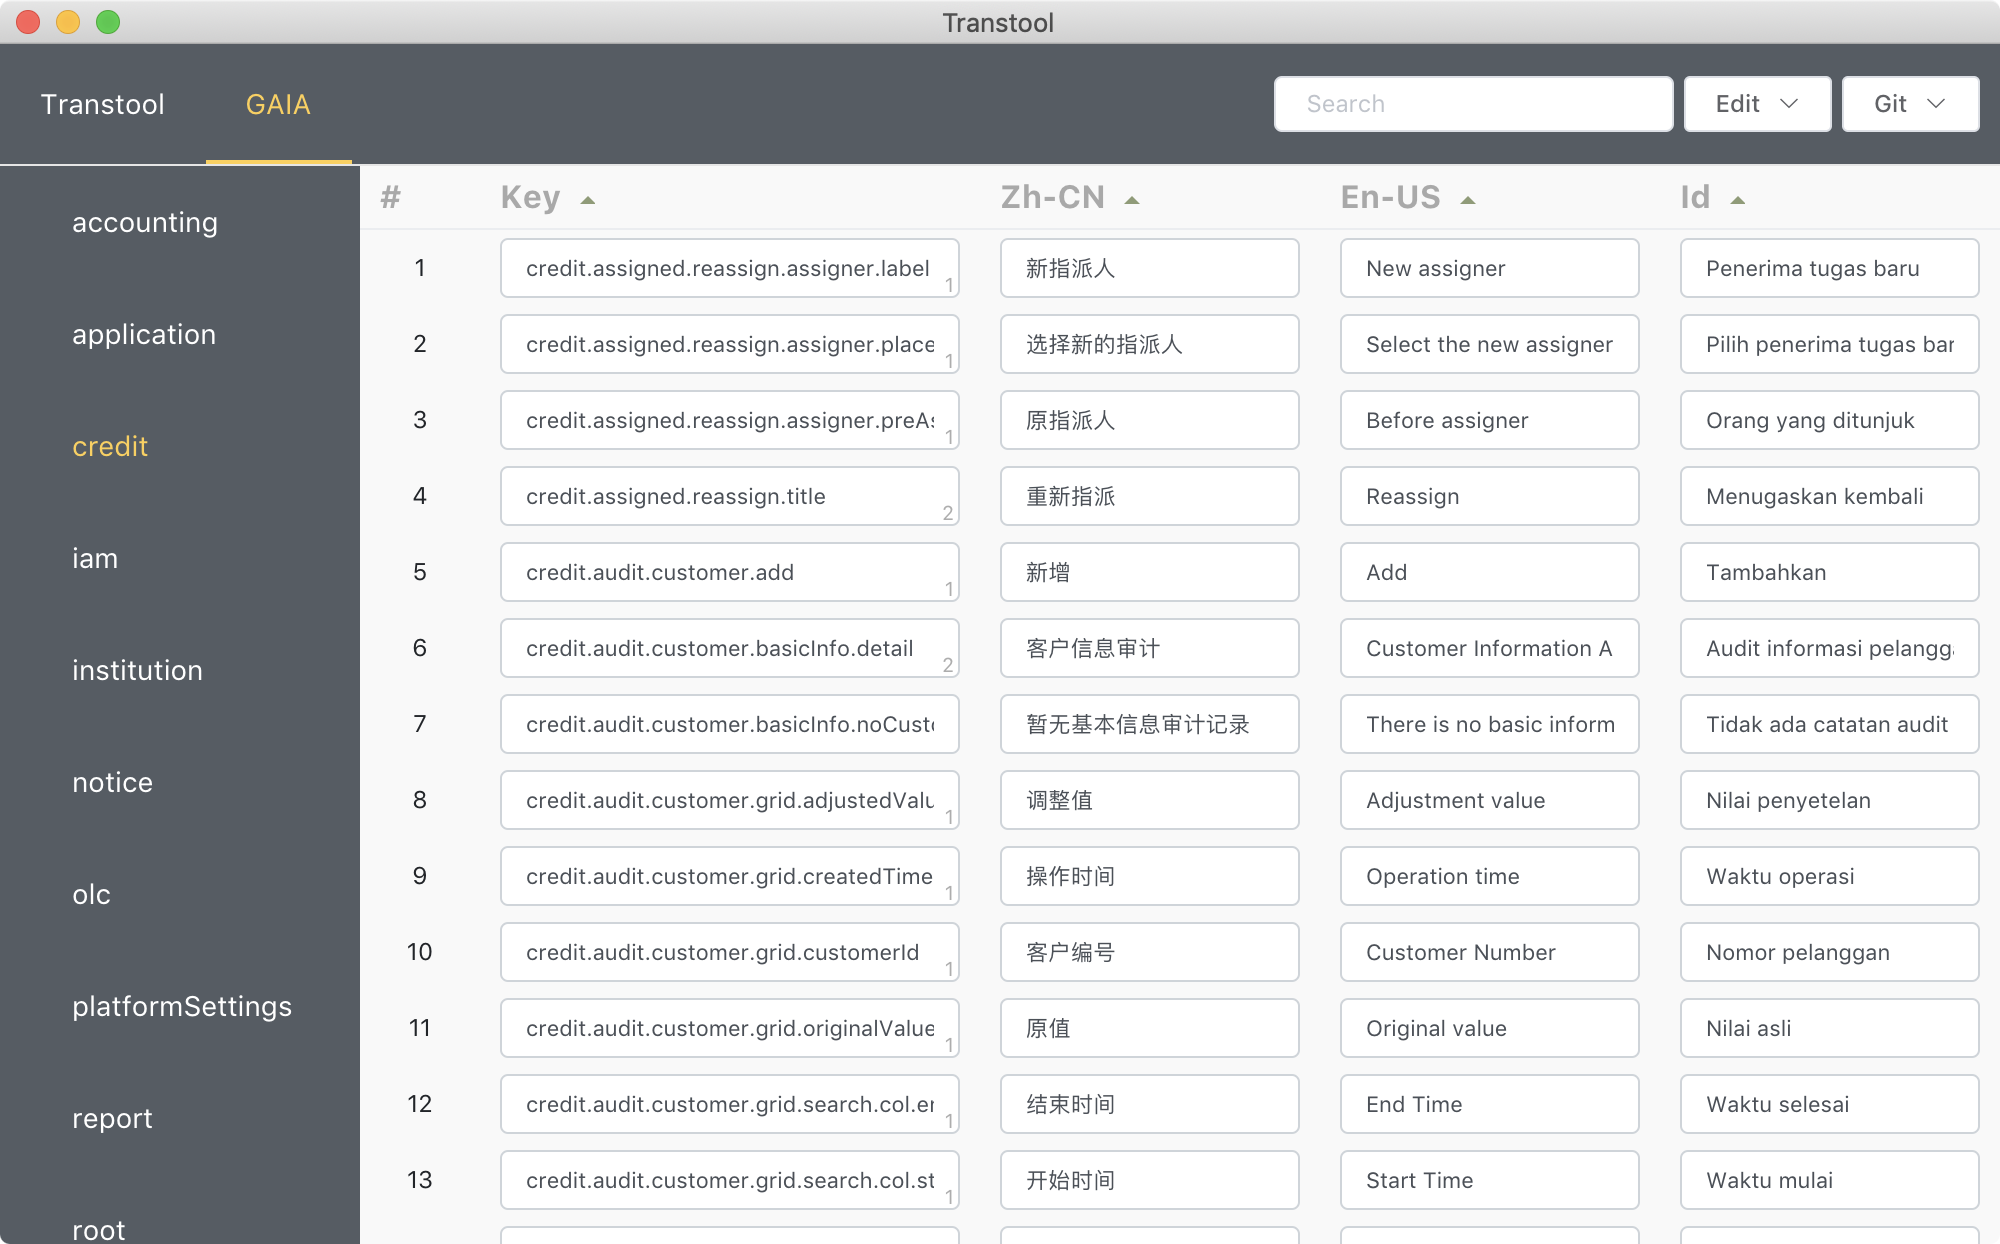 Transtool
Transtool GAIA Search Edit Git
accounting
application
credit
iam
institution
notice
olc
platformSettings
report
root
# Key Zh-CN En-US Id
1 credit.assigned.reassign.assigner.label 1 新指派人 New assigner Penerima tugas baru
2 credit.assigned.reassign.assigner.place 1 选择新的指派人 Select the new assigner Pilih penerima tugas bar
3 credit.assigned.reassign.assigner.preAs 1 原指派人 Before assigner Orang yang ditunjuk
4 credit.assigned.reassign.title 2 重新指派 Reassign Menugaskan kembali
5 credit.audit.customer.add 1 新增 Add Tambahkan
6 credit.audit.customer.basicInfo.detail 2 客户信息审计 Customer Information A Audit informasi pelangga
7 credit.audit.customer.basicInfo.noCusto 暂无基本信息审计记录 There is no basic inform Tidak ada catatan audit
8 credit.audit.customer.grid.adjustedValu 1 调整值 Adjustment value Nilai penyetelan
9 credit.audit.customer.grid.createdTime 1 操作时间 Operation time Waktu operasi
10 credit.audit.customer.grid.customerId 1 客户编号 Customer Number Nomor pelanggan
11 credit.audit.customer.grid.originalValue 1 原值 Original value Nilai asli
12 credit.audit.customer.grid.search.col.en 1 结束时间 End Time Waktu selesai
13 credit.audit.customer.grid.search.col.st 1 开始时间 Start Time Waktu mulai